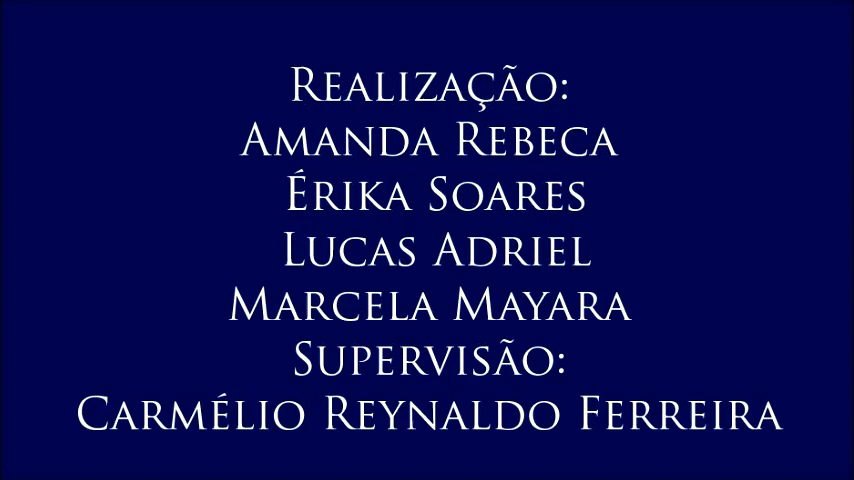 Realização:
Amanda Rebeca
Érika Soares
Lucas Adriel
Marcela Mayara
Supervisão:
Carmélio Reynaldo Ferreira